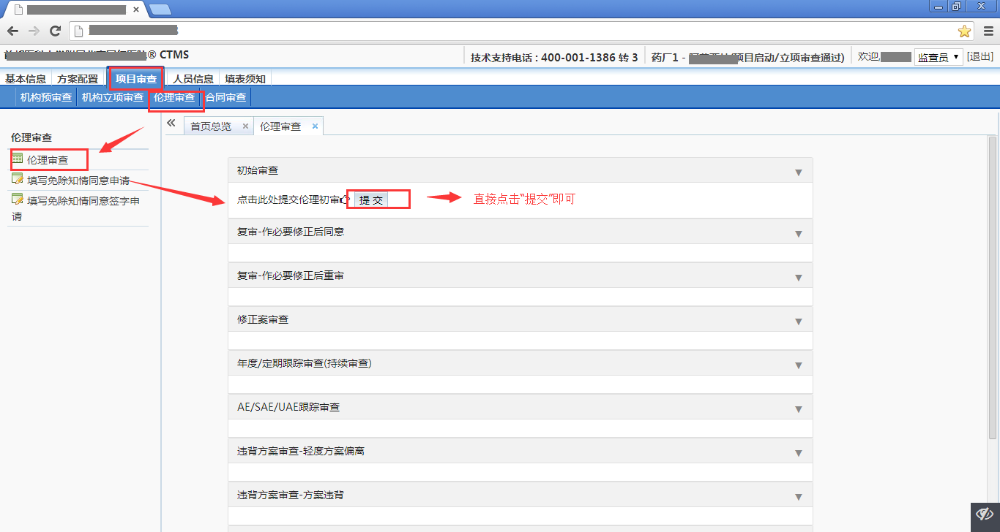 ® CTMS
技术支持电话 : 400-001-1386 转 3
药厂1 - 项目启动/立项审查通过)
欢迎,
监查员
[退出]
基本信息 方案配置 项目审查 人员信息 填表须知
机构预审查 机构立项审查 伦理审查 合同审查
伦理审查
伦理审查
填写免除知情同意申请
填写免除知情同意签字申
请
首页总览 伦理审查
初始审查
点击此处提交伦理初审 提 交 直接点击“提交”即可
复审-作必要修正后同意
复审-作必要修正后重审
修正案审查
年度/定期跟踪审查(持续审查)
AE/SAE/UAE跟踪审查
违背方案审查-轻度方案偏离
违背方案审查-方案违背